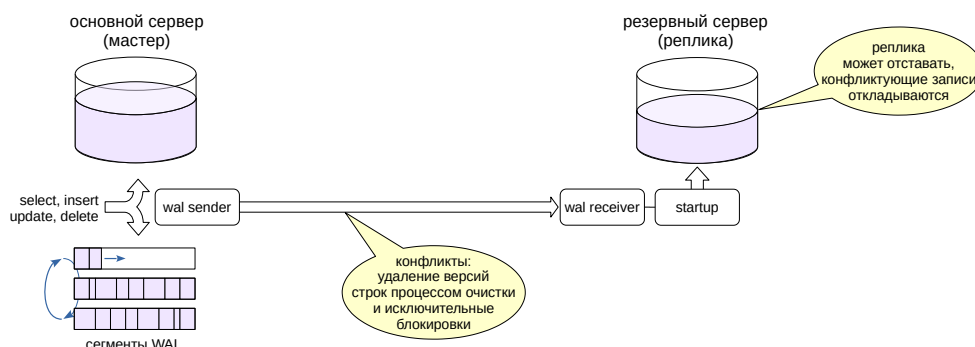 основной сервер
(мастер)
резервный сервер
(реплика)
реплика
может отставать,
конфликтующие записи
откладываются
select, insert
update, delete
wal sender
wal receiver
startup
конфликты:
удаление версий
строк процессом очистки
и исключительные
блокировки
сегменты WAL